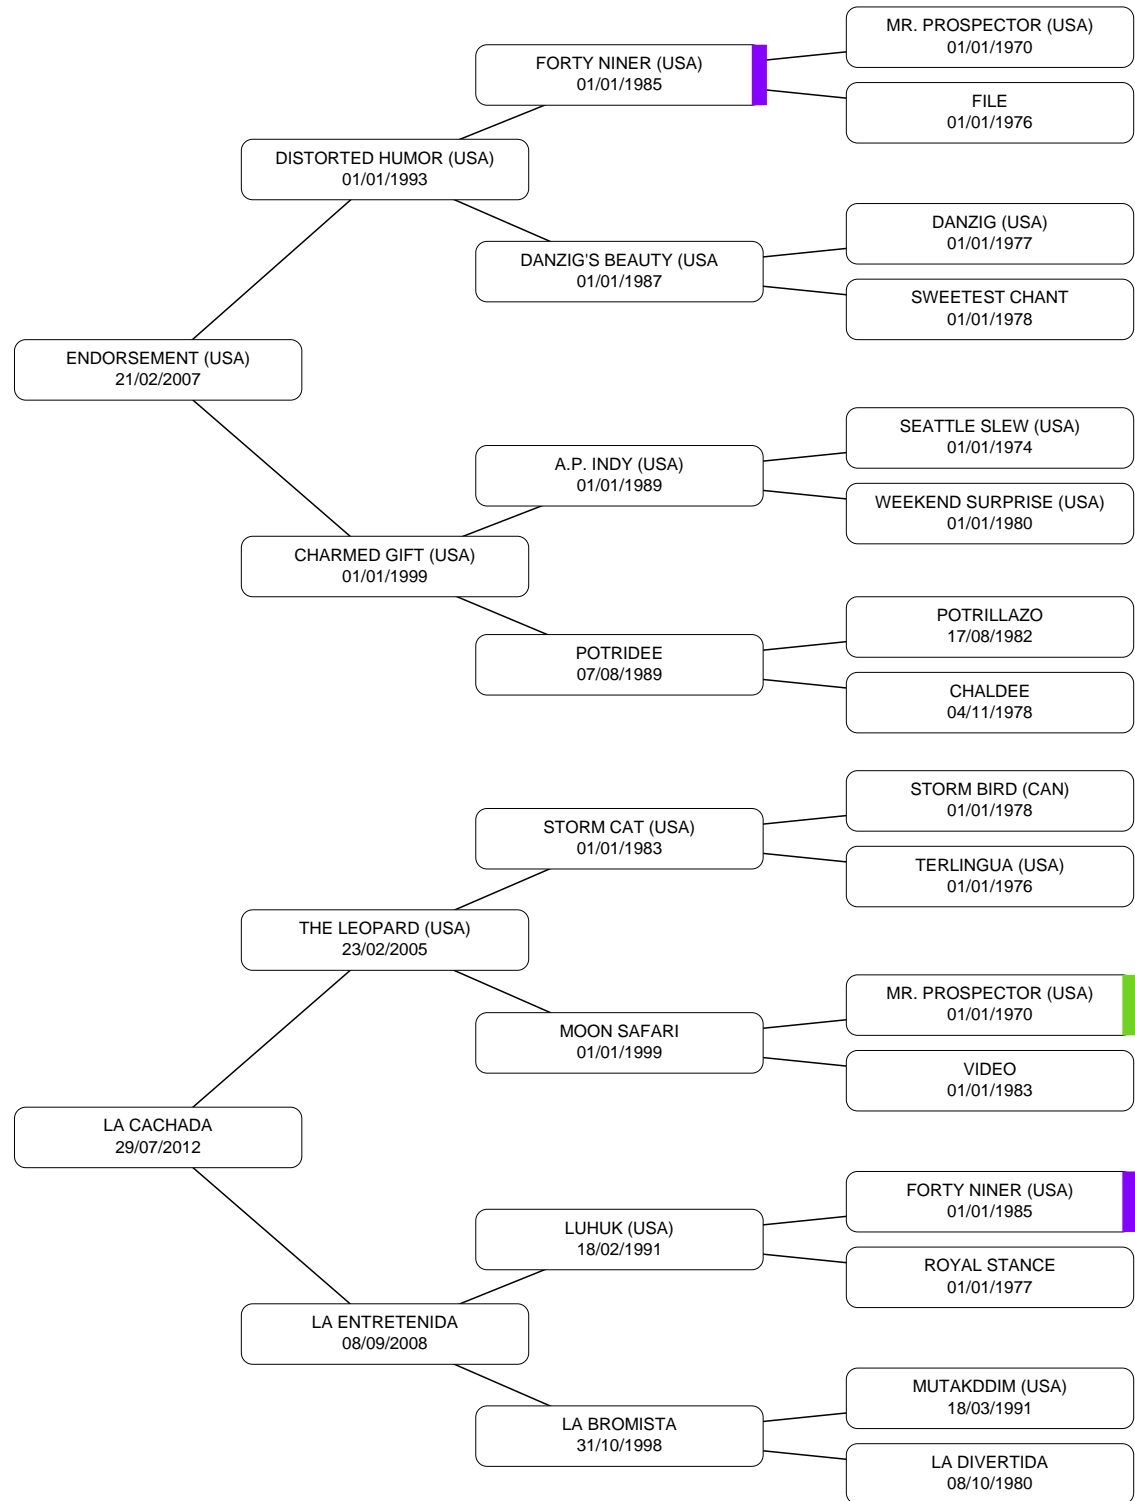 MR. PROSPECTOR (USA)
01/01/1970
FORTY NINER (USA)
01/01/1985
FILE
01/01/1976
DISTORTED HUMOR (USA)
01/01/1993
DANZIG (USA)
01/01/1977
DANZIG'S BEAUTY (USA
01/01/1987
SWEETEST CHANT
01/01/1978
ENDORSEMENT (USA)
21/02/2007
SEATTLE SLEW (USA)
01/01/1974
A.P. INDY (USA)
01/01/1989
WEEKEND SURPRISE (USA)
01/01/1980
CHARMED GIFT (USA)
01/01/1999
POTRILLAZO
17/08/1982
POTRIDEE
07/08/1989
CHALDEE
04/11/1978
STORM BIRD (CAN)
01/01/1978
STORM CAT (USA)
01/01/1983
TERLINGUA (USA)
01/01/1976
THE LEOPARD (USA)
23/02/2005
MR. PROSPECTOR (USA)
01/01/1970
MOON SAFARI
01/01/1999
VIDEO
01/01/1983
LA CACHADA
29/07/2012
FORTY NINER (USA)
01/01/1985
LUHUK (USA)
18/02/1991
ROYAL STANCE
01/01/1977
LA ENTRETENIDA
08/09/2008
MUTAKDDIM (USA)
18/03/1991
LA BROMISTA
31/10/1998
LA DIVERTIDA
08/10/1980